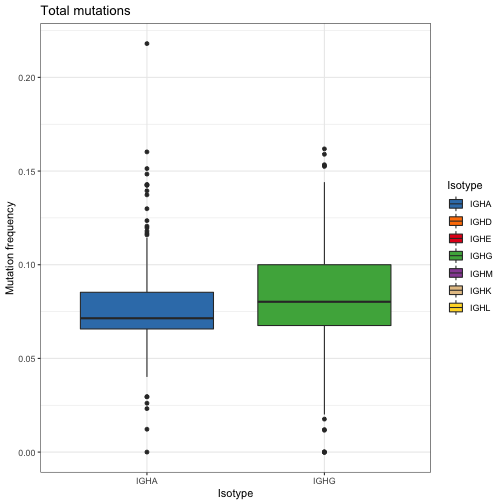 Total mutations
Mutation frequency
0.20
0.15
0.10
0.05
0.00
IGHA
IGHG
Isotype
Isotype
IGHA
IGHD
IGHE
IGHG
IGHM
IGHK
IGHL